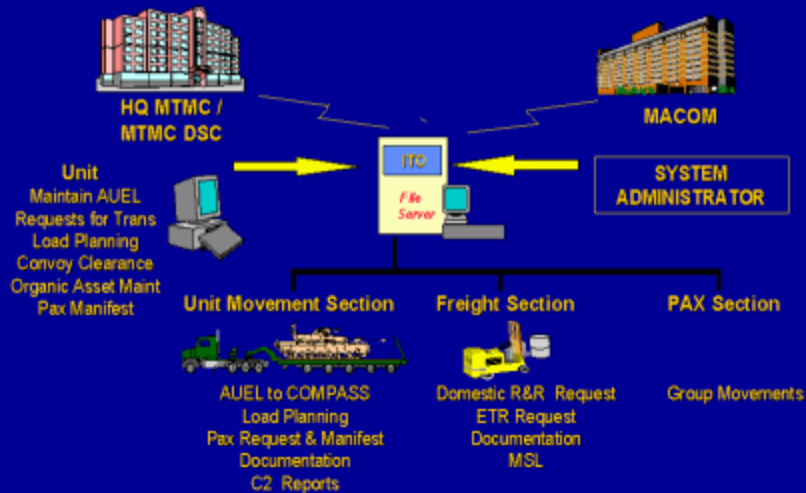 HQ MTMC /
MTMC DSC
MACOM
ITO
File
Server
Unit
Maintain AUEL
Requests for Trans
Load Planning
Convoy Clearance
Organic Asset Maint
Pax Manifest
SYSTEM
ADMINISTRATOR
Unit Movement Section
AUEL to COMPASS
Load Planning
Pax Request & Manifest
Documentation
C2 Reports
Freight Section
Domestic R&R Request
ETR Request
Documentation
MSL
PAX Section
Group Movements